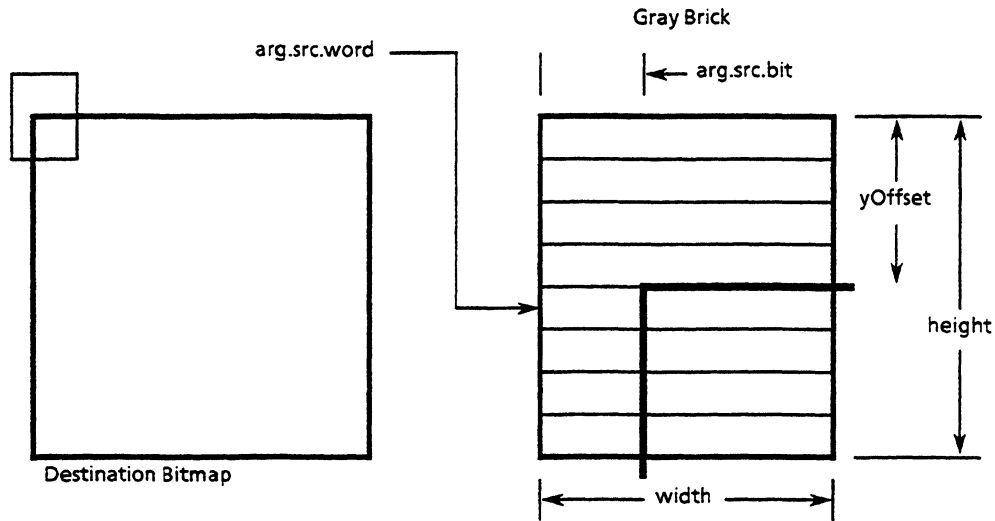 Gray Brick
arg.src.word
arg.src.bit
yOffset
height
Destination Bitmap
width